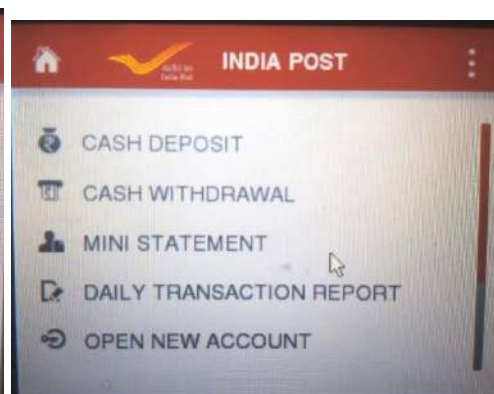 INDIA POST
CASH DEPOSIT
CASH WITHDRAWAL
MINI STATEMENT
DAILY TRANSACTION REPORT
OPEN NEW ACCOUNT